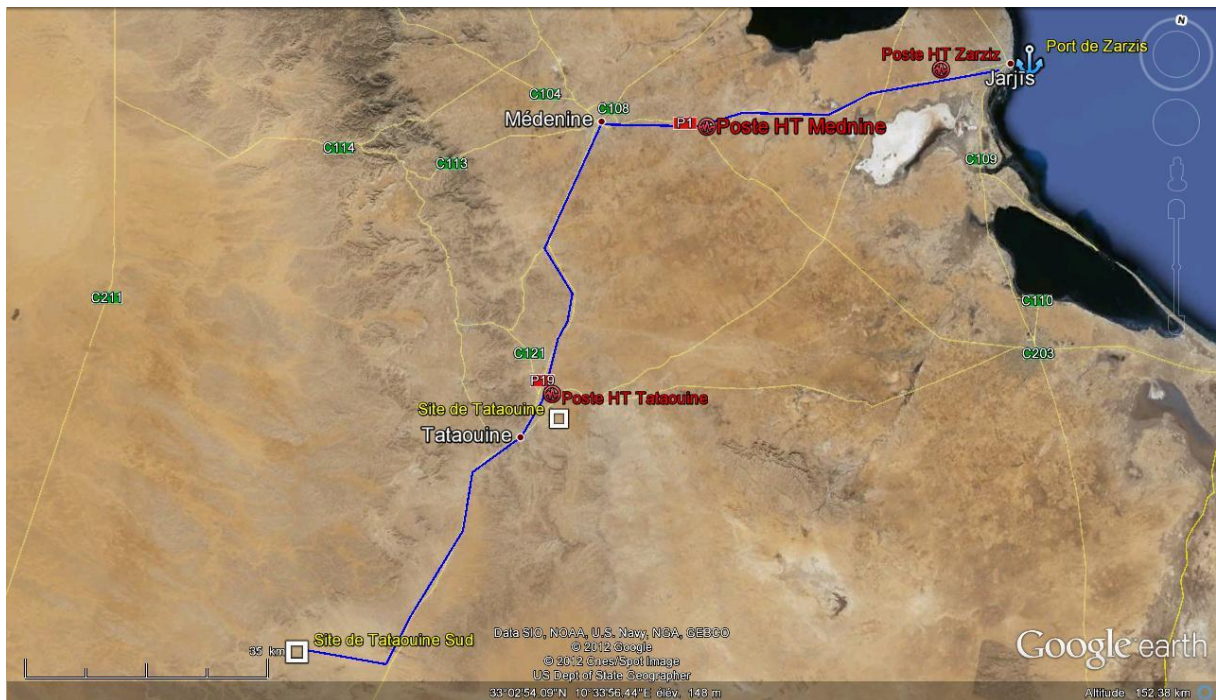 N
Port de Zarzis
Poste HT Zarziz
Jarjis
C104
C108
Médenine
P1
Poste HT Mednine
C114
C113
C109
C211
C110
C121
C203
P19
Poste HT Tataouine
Site de Tataouine
Tataouine
Site de Tataouine Sud
35 km
Data SIO, NOAA, U.S. Navy, NGA, GEBCO
© 2012 Google
© 2012 Cnes/Spot Image
US Dept of State Geographer
Google earth
33°02'54.09"N 10°33'56.44"E élév. 148 m
Altitude 152.38 km